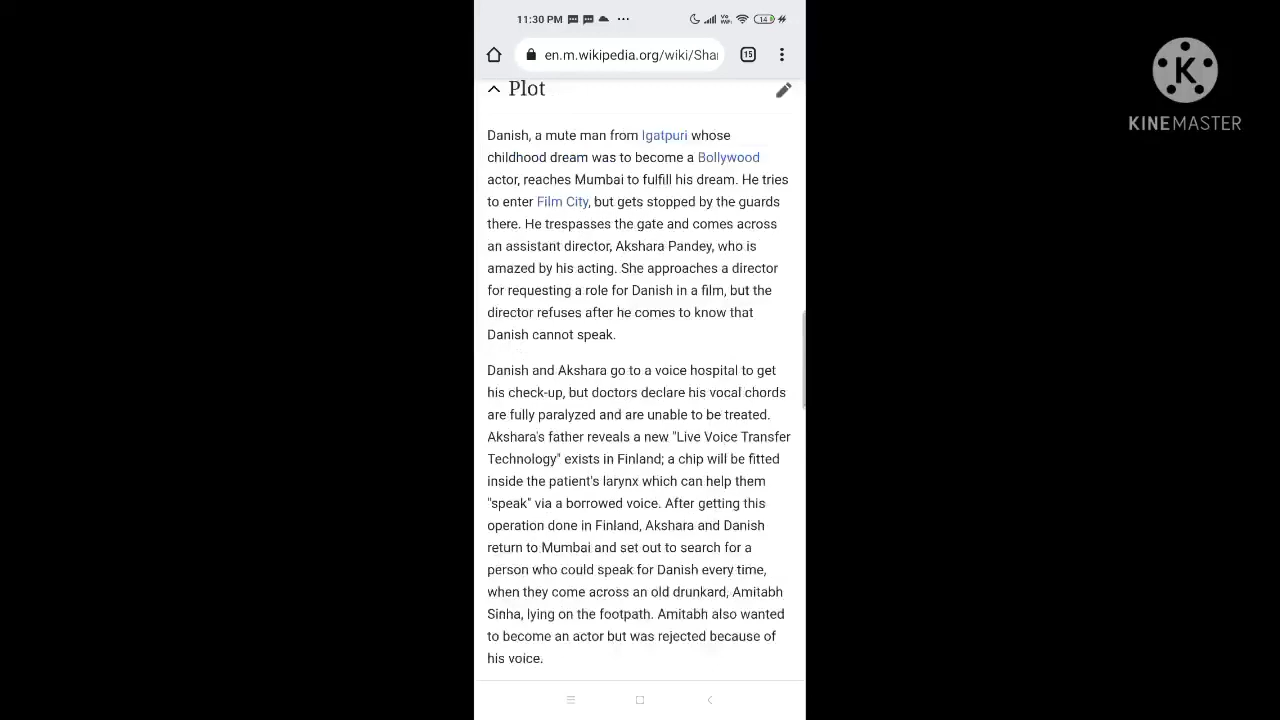 11:30 PM
Vo
WiFi
14
en.m.wikipedia.org/wiki/Sha
15
K
KINEMASTER
Plot
Danish, a mute man from Igatpuri whose
childhood dream was to become a Bollywood
actor, reaches Mumbai to fulfill his dream. He tries
to enter Film City, but gets stopped by the guards
there. He trespasses the gate and comes across
an assistant director, Akshara Pandey, who is
amazed by his acting. She approaches a director
for requesting a role for Danish in a film, but the
director refuses after he comes to know that
Danish cannot speak.
Danish and Akshara go to a voice hospital to get
his check-up, but doctors declare his vocal chords
are fully paralyzed and are unable to be treated.
Akshara's father reveals a new "Live Voice Transfer
Technology" exists in Finland; a chip will be fitted
inside the patient's larynx which can help them
"speak" via a borrowed voice. After getting this
operation done in Finland, Akshara and Danish
return to Mumbai and set out to search for a
person who could speak for Danish every time,
when they come across an old drunkard, Amitabh
Sinha, lying on the footpath. Amitabh also wanted
to become an actor but was rejected because of
his voice.